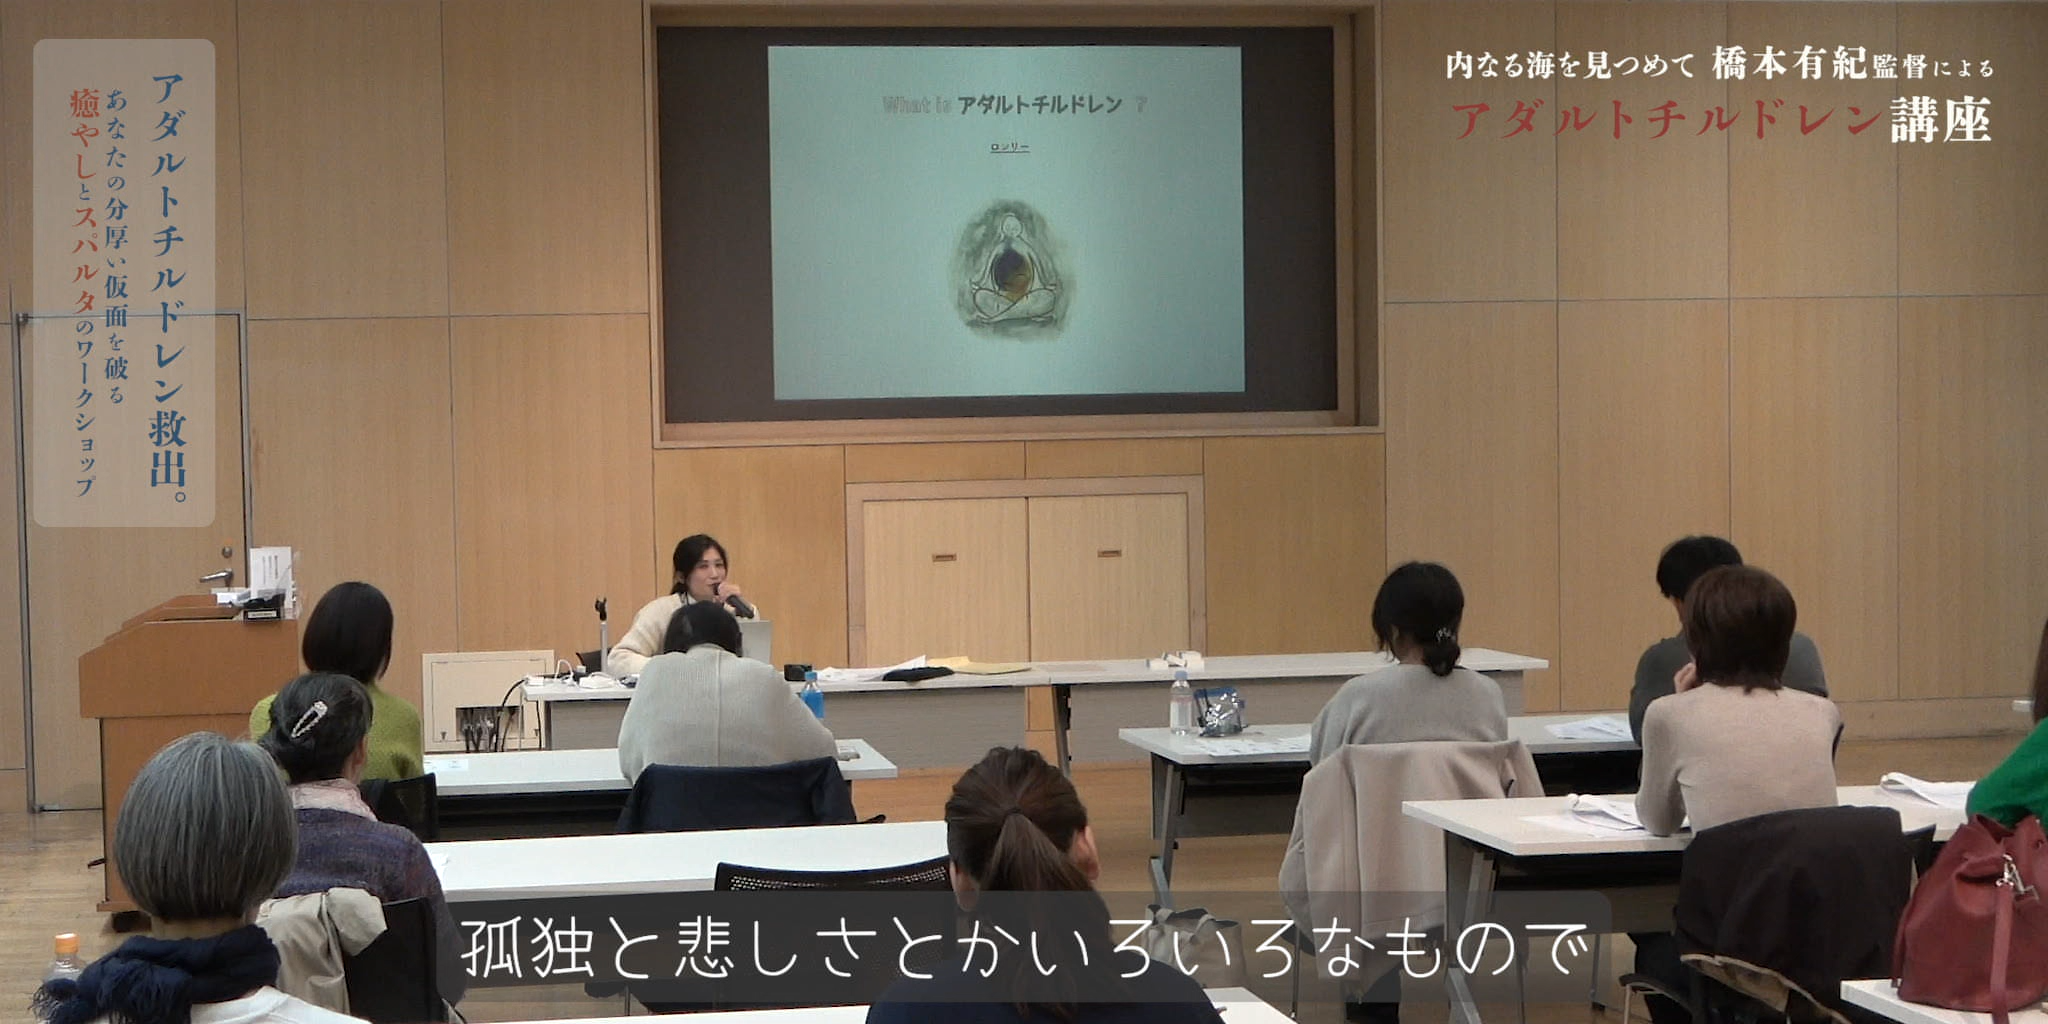 アダルトチルドレン救出。
あなたの分厚い仮面を破る
癒やしとスパルタのワークショップ
内なる海を見つめて 橋本有紀監督による
アダルトチルドレン講座
What is アダルトチルドレン ?
ロンリー
孤独と悲しさとかいろいろなもので